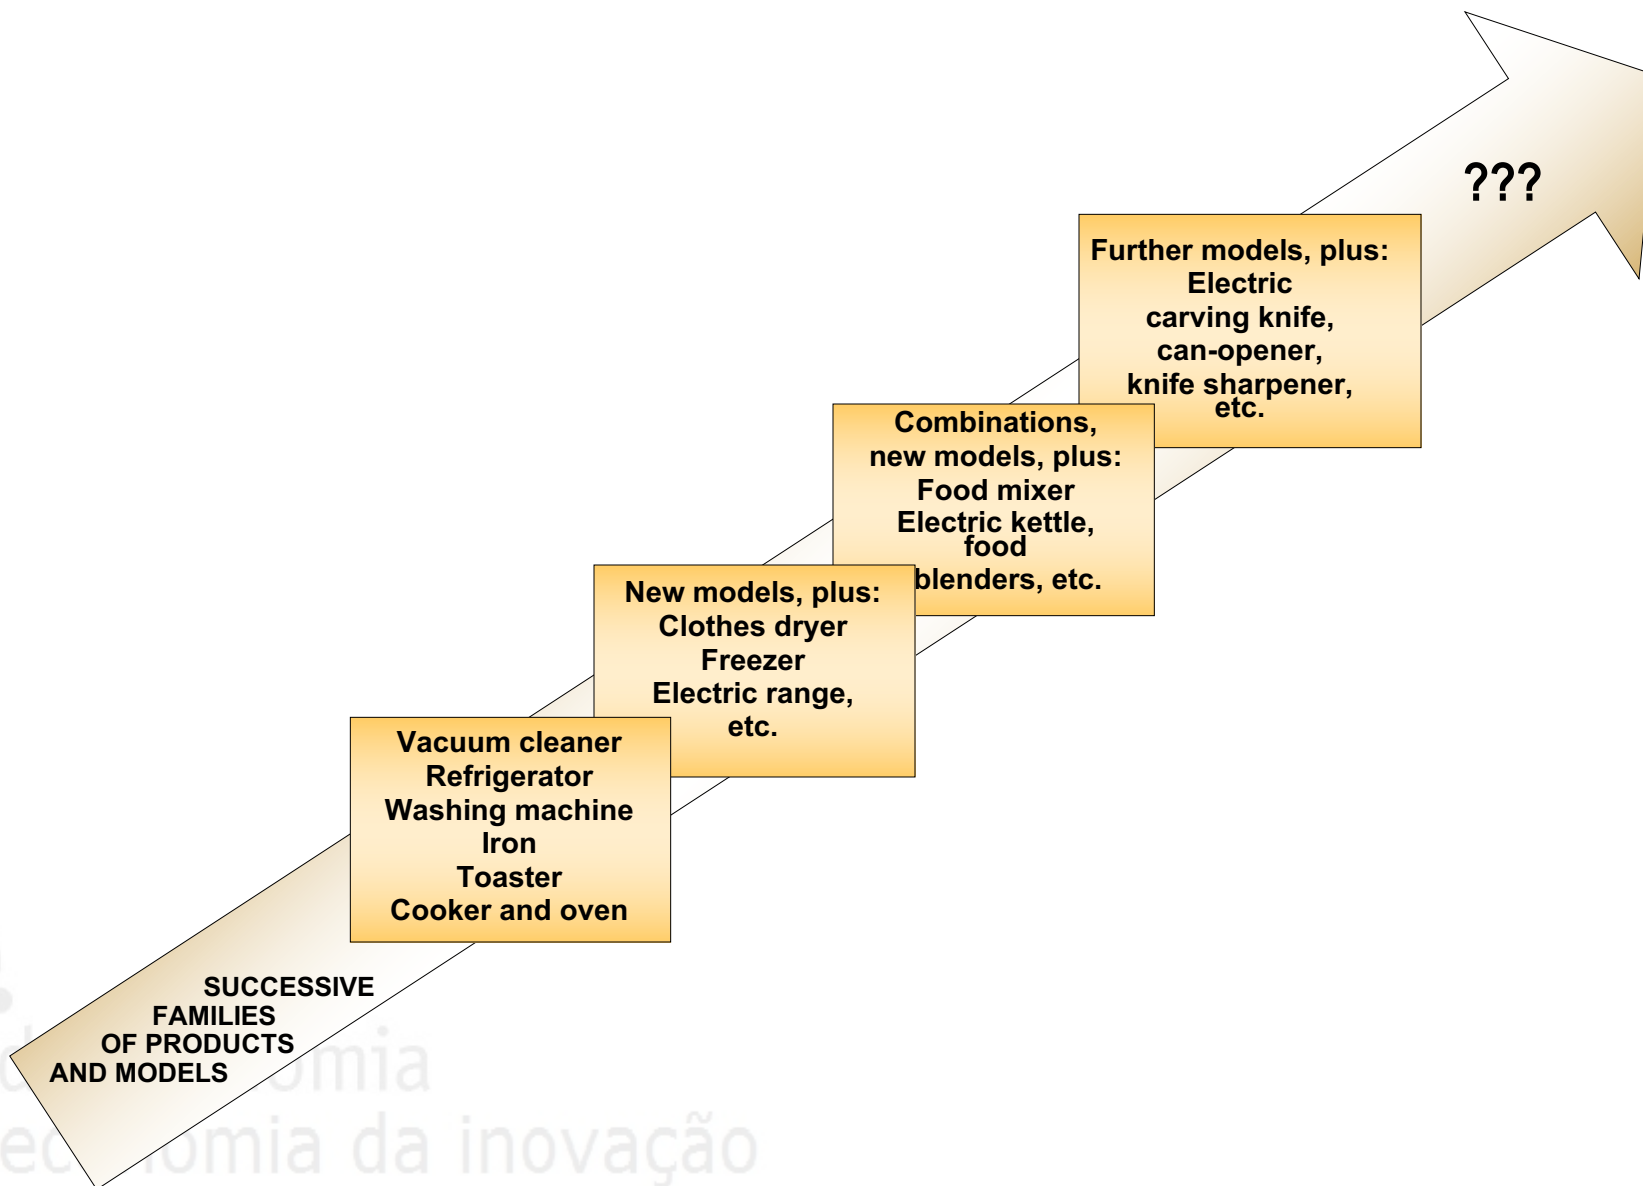 ???
Further models, plus:
Electric
carving knife,
can-opener,
knife sharpener,
etc.
Combinations,
new models, plus:
Food mixer
Electric kettle,
food
blenders, etc.
New models, plus:
Clothes dryer
Freezer
Electric range,
etc.
Vacuum cleaner
Refrigerator
Washing machine
Iron
Toaster
Cooker and oven
SUCCESSIVE
FAMILIES
OF PRODUCTS
AND MODELS
omia
economia da inovação